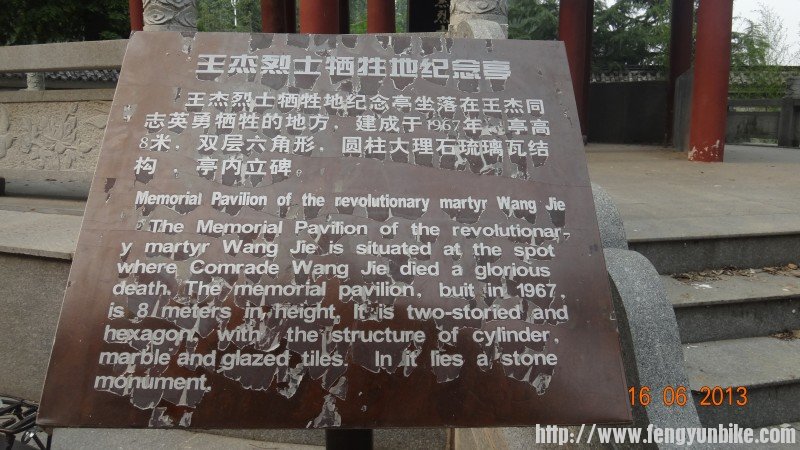 王杰烈士牺牲地纪念亭
王杰烈士牺牲地纪念亭坐落在王杰同
志英勇牺牲的地方，建成于1967年，亭高
8米，双层六角形，圆柱大理石琉璃瓦结
构，亭内立碑。
Memorial Pavilion of the revolutionary martyr Wang Jie
The Memorial Pavilion of the revolutionar-
y martyr Wang Jie is situated at the spot
where Comrade Wang Jie died a glorious
death. The memorial pavilion, buit in 1967,
is 8 meters in height. It is two-storied and
hexagon, with the structure of cylinder,
marble and glazed tiles. In it lies a stone
monument.
16 06 2013
http://www.fengyunbike.com/